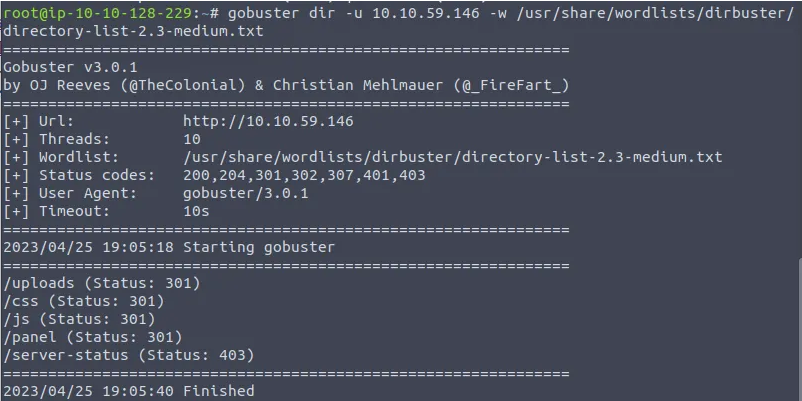 root@ip-10-10-128-229:~# gobuster dir -u 10.10.59.146 -w /usr/share/wordlists/dirbuster/
directory-list-2.3-medium.txt
===============================================================
Gobuster v3.0.1
by OJ Reeves (@TheColonial) & Christian Mehlmauer (@_FireFart_)
===============================================================
[+] Url:            http://10.10.59.146
[+] Threads:        10
[+] Wordlist:       /usr/share/wordlists/dirbuster/directory-list-2.3-medium.txt
[+] Status codes:   200,204,301,302,307,401,403
[+] User Agent:     gobuster/3.0.1
[+] Timeout:        10s
===============================================================
2023/04/25 19:05:18 Starting gobuster
===============================================================
/uploads (Status: 301)
/css (Status: 301)
/js (Status: 301)
/panel (Status: 301)
/server-status (Status: 403)
===============================================================
2023/04/25 19:05:40 Finished